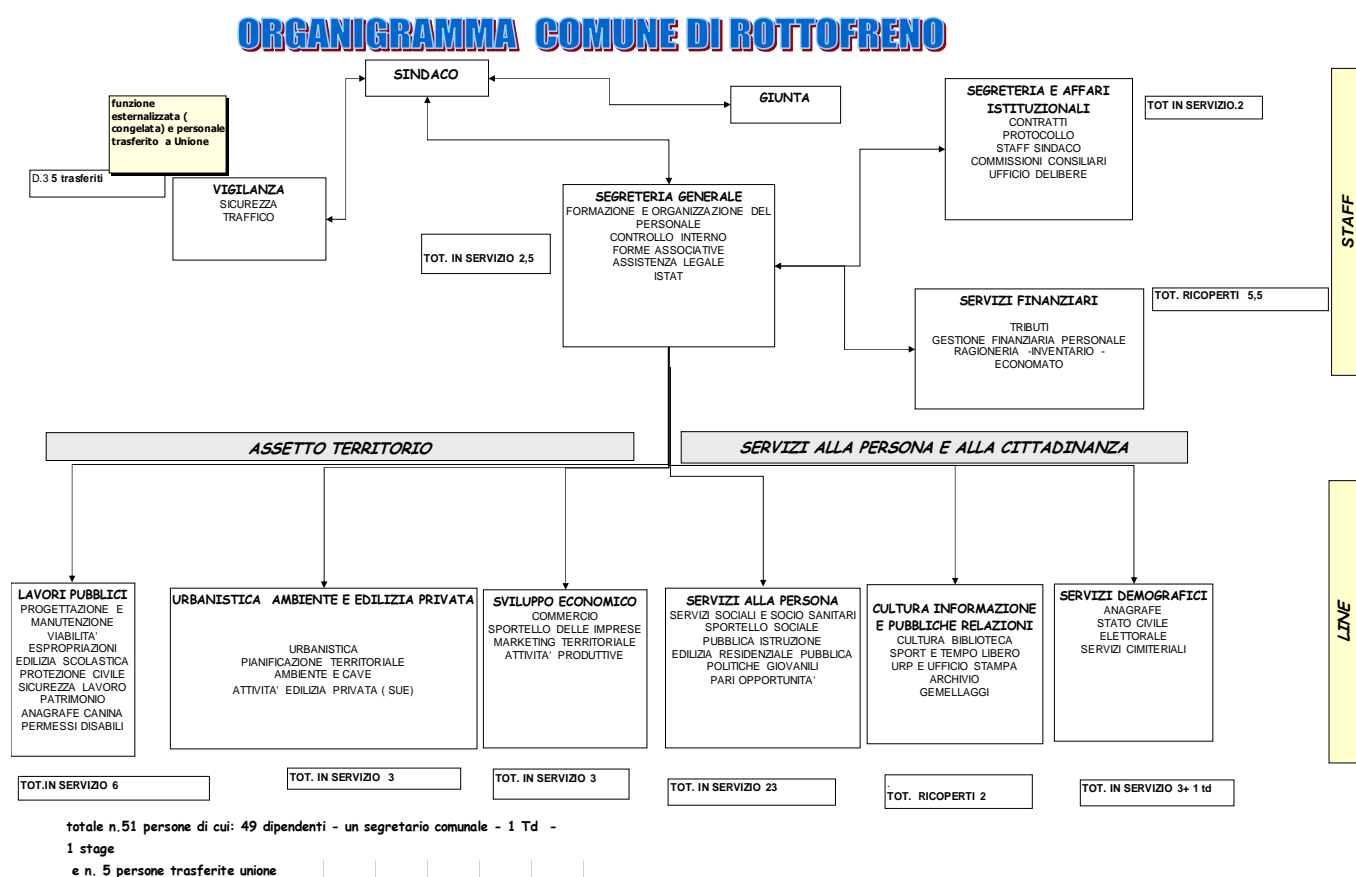 ORGANIGRAMMA COMUNE DI ROTTOFRENO
SINDACO
GIUNTA
funzione
esternalizzata (
congelata) e personale
trasferito a Unione
D.3 5 trasferiti
VIGILANZA
SICUREZZA
TRAFFICO
SEGRETERIA GENERALE
FORMAZIONE E ORGANIZZAZIONE DEL
PERSONALE
CONTROLLO INTERNO
FORME ASSOCIATIVE
ASSISTENZA LEGALE
ISTAT
TOT. IN SERVIZIO 2,5
SEGRETERIA E AFFARI
ISTITUZIONALI
CONTRATTI
PROTOCOLLO
STAFF SINDACO
COMMISSIONI CONSILIARI
UFFICIO DELIBERE
TOT IN SERVIZIO.2
STAFF
SERVIZI FINANZIARI
TRIBUTI
GESTIONE FINANZIARIA PERSONALE
RAGIONERIA -INVENTARIO -
ECONOMATO
TOT. RICOPERTI 5,5
ASSETTO TERRITORIO
SERVIZI ALLA PERSONA E ALLA CITTADINANZA
LINE
LAVORI PUBBLICI
PROGETTAZIONE E
MANUTENZIONE
VIABILITA'
ESPROPRIAZIONI
EDILIZIA SCOLASTICA
PROTEZIONE CIVILE
SICUREZZA LAVORO
PATRIMONIO
ANAGRAFE CANINA
PERMESSI DISABILI
URBANISTICA AMBIENTE E EDILIZIA PRIVATA
URBANISTICA
PIANIFICAZIONE TERRITORIALE
AMBIENTE E CAVE
ATTIVITA' EDILIZIA PRIVATA ( SUE)
SVILUPPO ECONOMICO
COMMERCIO
SPORTELLO DELLE IMPRESE
MARKETING TERRITORIALE
ATTIVITA' PRODUTTIVE
SERVIZI ALLA PERSONA
SERVIZI SOCIALI E SOCIO SANITARI
SPORTELLO SOCIALE
PUBBLICA ISTRUZIONE
EDILIZIA RESIDENZIALE PUBBLICA
POLITICHE GIOVANILI
PARI OPPORTUNITA'
CULTURA INFORMAZIONE
E PUBBLICHE RELAZIONI
CULTURA BIBLIOTECA
SPORT E TEMPO LIBERO
URP E UFFICIO STAMPA
ARCHIVIO
GEMELLAGGI
SERVIZI DEMOGRAFICI
ANAGRAFE
STATO CIVILE
ELETTORALE
SERVIZI CIMITERIALI
TOT.IN SERVIZIO 6
TOT. IN SERVIZIO 3
TOT. IN SERVIZIO 3
TOT. IN SERVIZIO 23
.
TOT. RICOPERTI 2
TOT. IN SERVIZIO 3+ 1 td
totale n.51 persone di cui: 49 dipendenti - un segretario comunale - 1 Td -
1 stage
e n. 5 persone trasferite unione